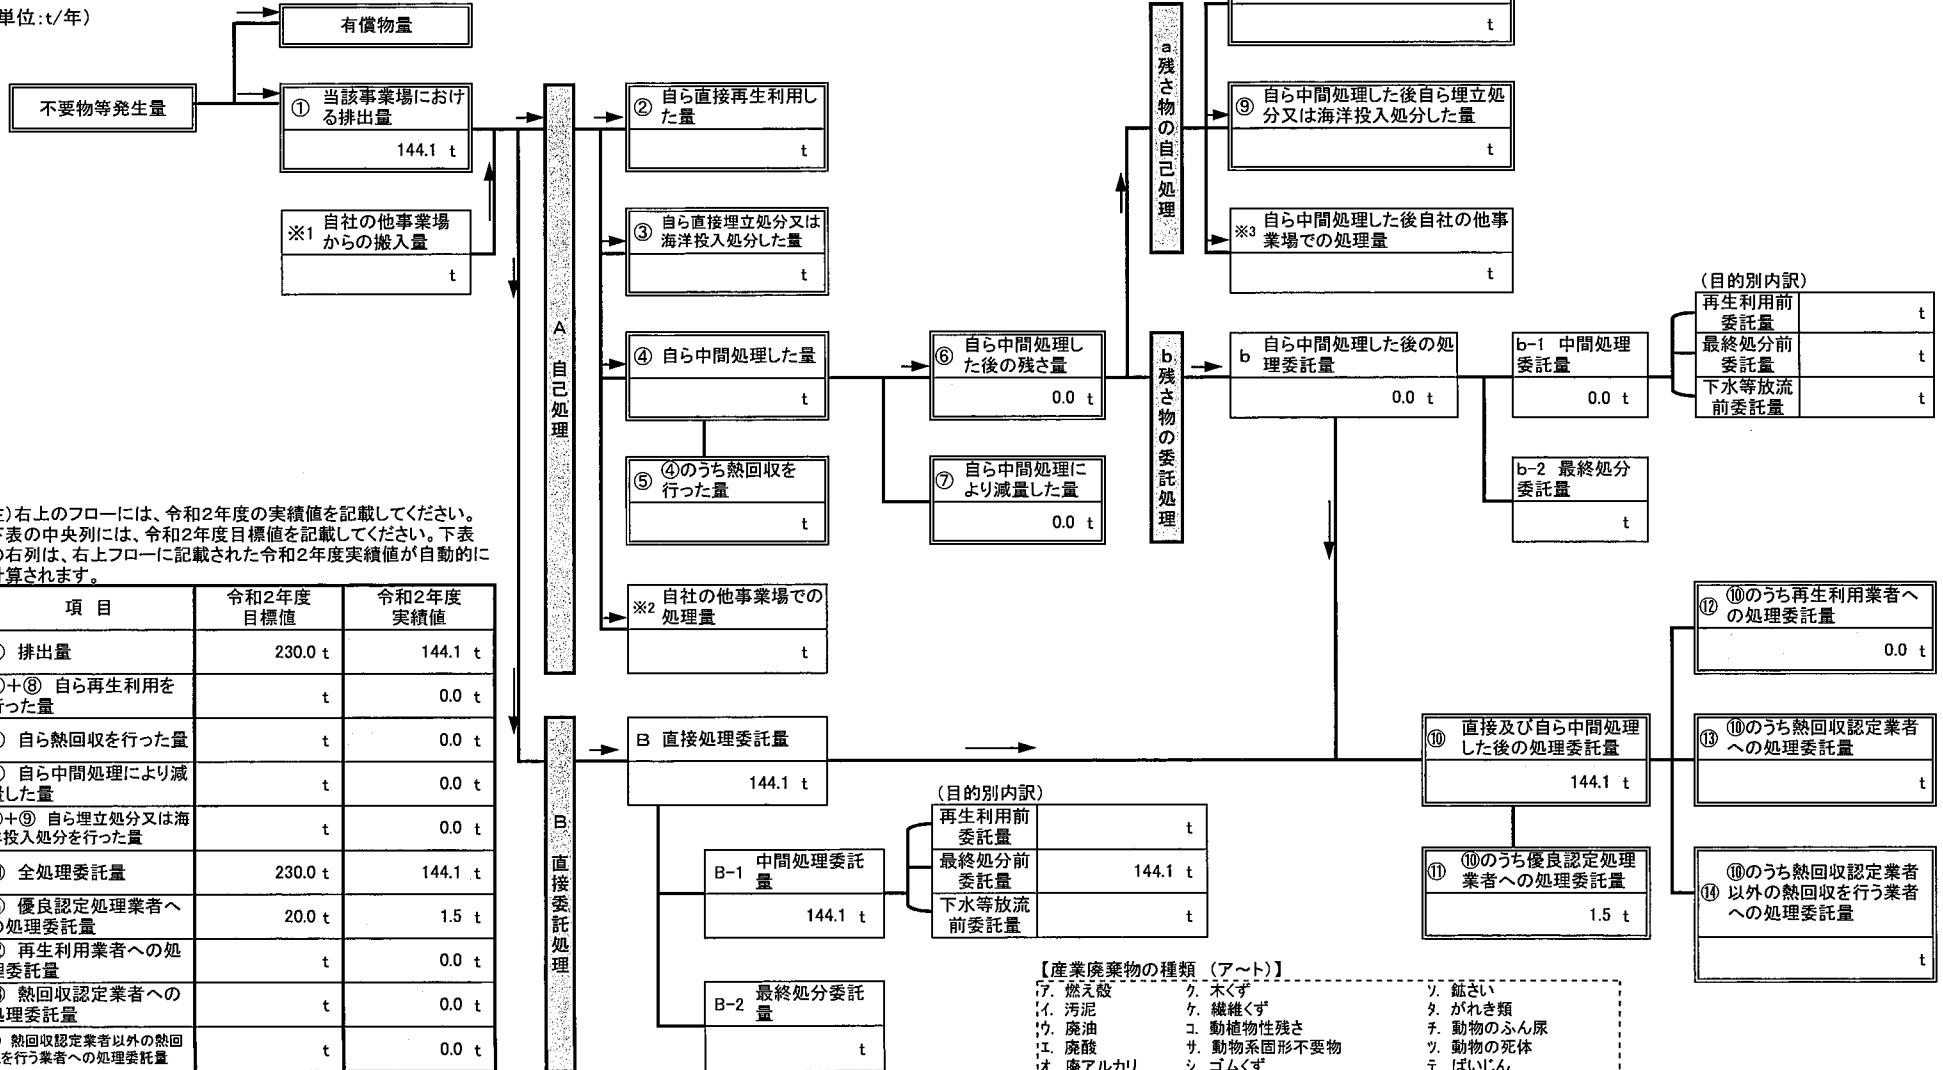 単位:t/年)
有償物量
不要物等発生量
① 当該事業場におけ
る排出量
144.1 t
※1 自社の他事業場
からの搬入量
t
A 自己処理
② 自ら直接再生利用し
た量
t
③ 自ら直接埋立処分又は
海洋投入処分した量
t
④ 自ら中間処理した量
t
⑤ ④のうち熱回収を
行った量
t
※2 自社の他事業場での
処理量
t
⑥ 自ら中間処理し
た後の残さ量
0.0 t
⑦ 自ら中間処理に
より減量した量
0.0 t
a残さ物の自己処理
t
⑨ 自ら中間処理した後自ら埋立処
分又は海洋投入処分した量
t
※3 自ら中間処理した後自社の他事
業場での処理量
t
b残さ物の委託処理
b 自ら中間処理した後の処
理委託量
0.0 t
b-1 中間処理
委託量
0.0 t
(目的別内訳)
再生利用前
委託量 t
最終処分前
委託量 t
下水等放流
前委託量 t
b-2 最終処分
委託量
t
)右上のフローには、令和2年度の実績値を記載してください。
表の中央列には、令和2年度目標値を記載してください。下表
右列は、右上フローに記載された令和2年度実績値が自動的に
算されます。
項 目 令和2年度
目標値 令和2年度
実績値
) 排出量 230.0 t 144.1 t
)+⑧ 自ら再生利用を
った量 t 0.0 t
) 自ら熱回収を行った量 t 0.0 t
) 自ら中間処理により減
した量 t 0.0 t
)+⑨ 自ら埋立処分又は海
投入処分を行った量 t 0.0 t
) 全処理委託量 230.0 t 144.1 t
) 優良認定処理業者へ
の処理委託量 20.0 t 1.5 t
) 再生利用業者への処
理委託量 t 0.0 t
) 熱回収認定業者への
処理委託量 t 0.0 t
) 熱回収認定業者以外の熱回
を行う業者への処理委託量 t 0.0 t
B 直接委託処理
B 直接処理委託量
144.1 t
B-1 中間処理委託
量
144.1 t
(目的別内訳)
再生利用前
委託量 t
最終処分前
委託量 144.1 t
下水等放流
前委託量 t
B-2 最終処分委託
量
t
⑩ 直接及び自ら中間処理
した後の処理委託量
144.1 t
⑪ ⑩のうち優良認定処理
業者への処理委託量
1.5 t
⑫ ⑩のうち再生利用業者へ
の処理委託量
0.0 t
⑬ ⑩のうち熱回収認定業者
への処理委託量
t
⑭ ⑩のうち熱回収認定業者
以外の熱回収を行う業者
への処理委託量
t
【産業廃棄物の種類 (ア~ト)】
ア. 燃え殻 ク. 木くず ソ. 鉱さい
イ. 汚泥 ケ. 繊維くず タ. がれき類
ウ. 廃油 コ. 動植物性残さ チ. 動物のふん尿
エ. 廃酸 サ. 動物系固形不要物 ツ. 動物の死体
オ. 廃アルカリ シ. ゴムくず テ. ばいじん